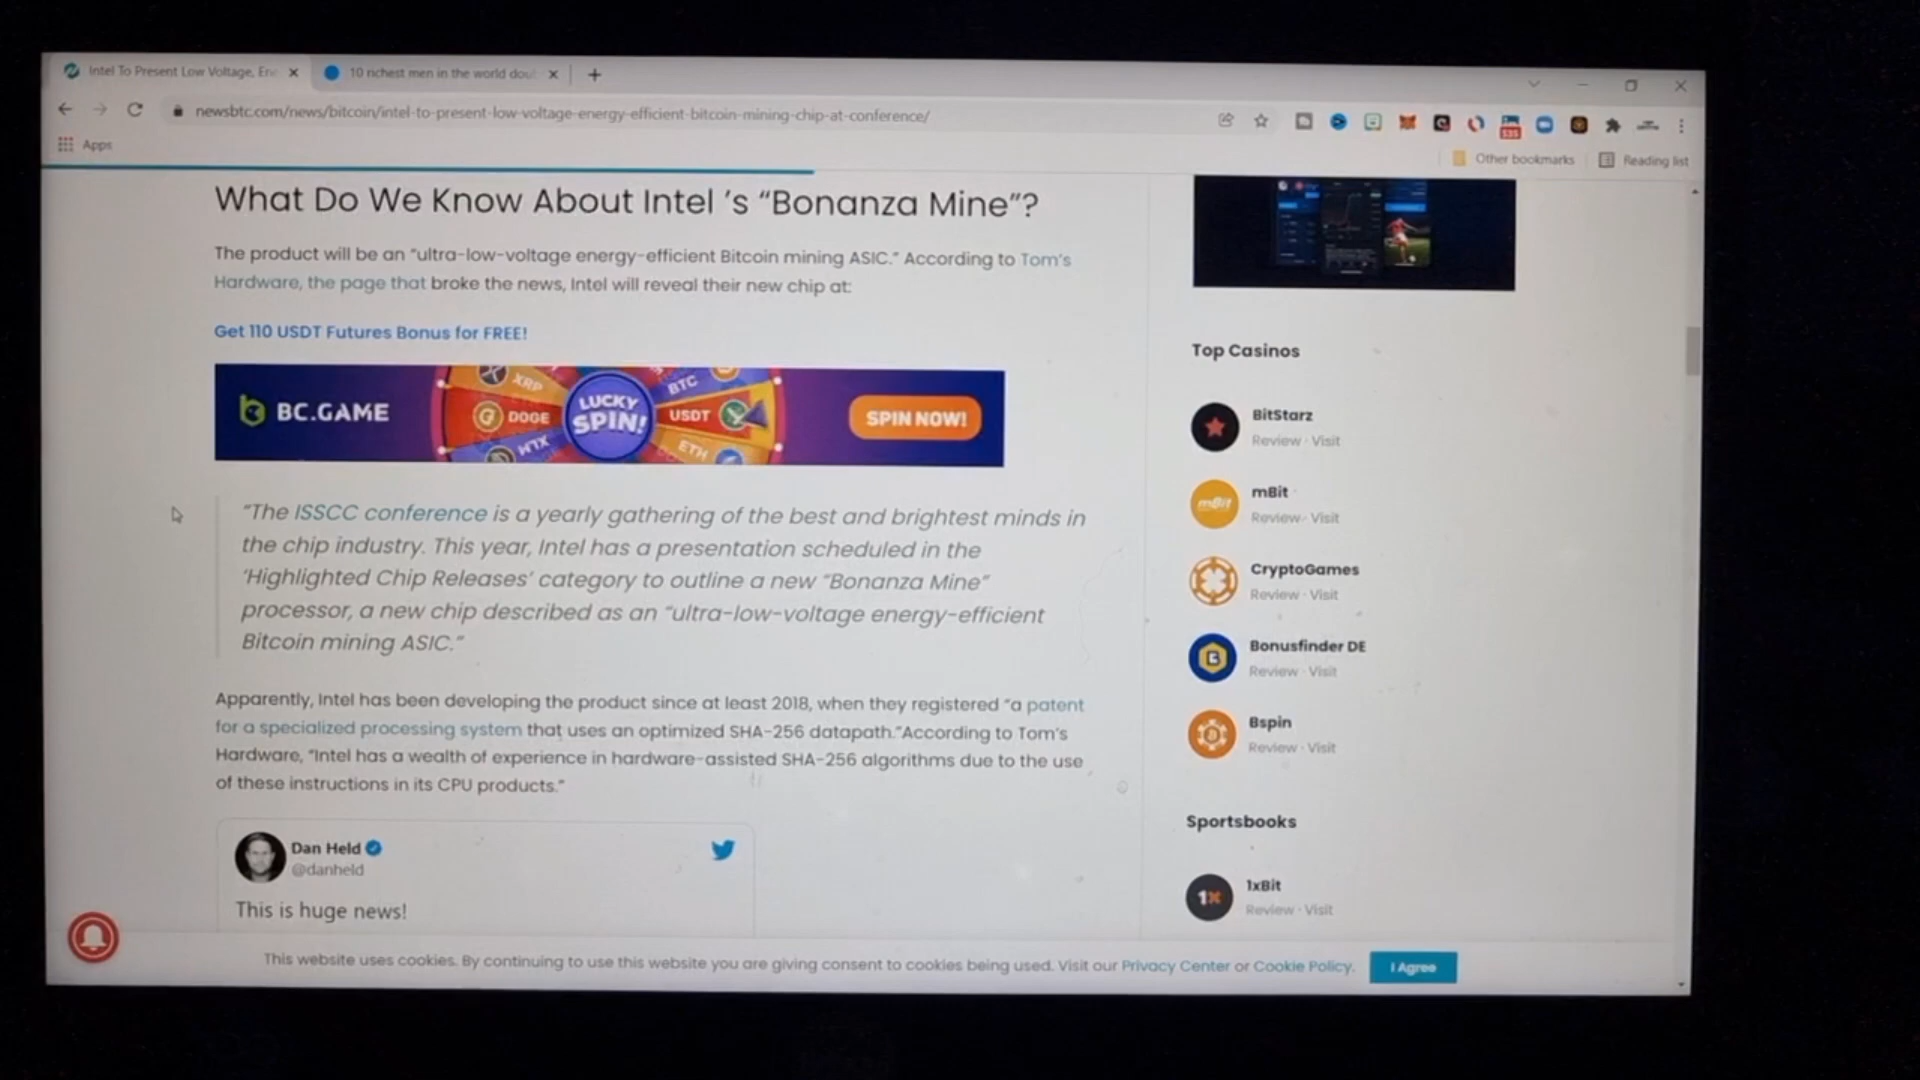 Intel To Present Low Voltage, Ene
10 richest men in the world doub
newsbtc.com/news/bitcoin/intel-to-present-low-voltage-energy-efficient-bitcoin-mining-chip-at-conference/
Apps
Other bookmarks
Reading list
What Do We Know About Intel 's “Bonanza Mine”?
The product will be an “ultra-low-voltage energy-efficient Bitcoin mining ASIC.” According to Tom's
Hardware, the page that broke the news, Intel will reveal their new chip at:
Get 110 USDT Futures Bonus for FREE!
BC.GAME
XRP
BTC
DOGE
LUCKY
SPIN!
USDT
ETH
SPIN NOW!
“The ISSCC conference is a yearly gathering of the best and brightest minds in
the chip industry. This year, Intel has a presentation scheduled in the
‘Highlighted Chip Releases’ category to outline a new “Bonanza Mine”
processor, a new chip described as an “ultra-low-voltage energy-efficient
Bitcoin mining ASIC.”
Apparently, Intel has been developing the product since at least 2018, when they registered “a patent
for a specialized processing system that uses an optimized SHA-256 datapath.”According to Tom's
Hardware, “Intel has a wealth of experience in hardware-assisted SHA-256 algorithms due to the use
of these instructions in its CPU products.”
Dan Held
@danheld
This is huge news!
Top Casinos
BitStarz
Review · Visit
mBit
mBit
Review · Visit
CryptoGames
Review · Visit
Bonusfinder DE
Review · Visit
Bspin
Review · Visit
Sportsbooks
1x
1xBit
Review · Visit
This website uses cookies. By continuing to use this website you are giving consent to cookies being used. Visit our Privacy Center or Cookie Policy.
I Agree